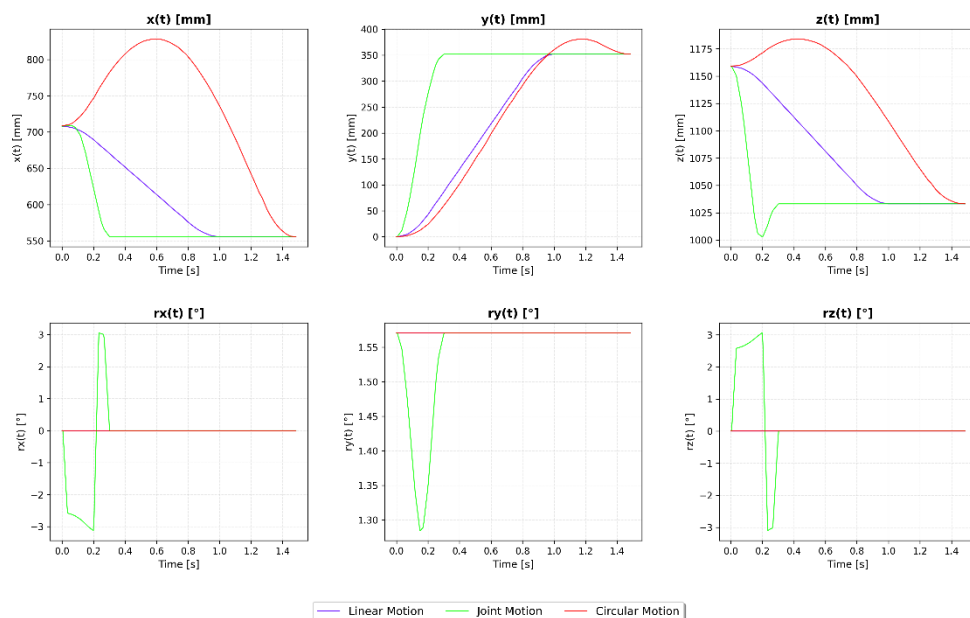 x(t) [mm]
y(t) [mm]
z(t) [mm]
x(t) [mm]
800
750
700
650
600
550
0.0 0.2 0.4 0.6 0.8 1.0 1.2 1.4
Time [s]
y(t) [mm]
400
350
300
250
200
150
100
50
0
0.0 0.2 0.4 0.6 0.8 1.0 1.2 1.4
Time [s]
z(t) [mm]
1175
1150
1125
1100
1075
1050
1025
1000
0.0 0.2 0.4 0.6 0.8 1.0 1.2 1.4
Time [s]
rx(t) [°]
ry(t) [°]
rz(t) [°]
rx(t) [°]
3
2
1
0
−1
−2
−3
0.0 0.2 0.4 0.6 0.8 1.0 1.2 1.4
Time [s]
ry(t) [°]
1.55
1.50
1.45
1.40
1.35
1.30
0.0 0.2 0.4 0.6 0.8 1.0 1.2 1.4
Time [s]
rz(t) [°]
3
2
1
0
−1
−2
−3
0.0 0.2 0.4 0.6 0.8 1.0 1.2 1.4
Time [s]
Linear Motion Joint Motion Circular Motion